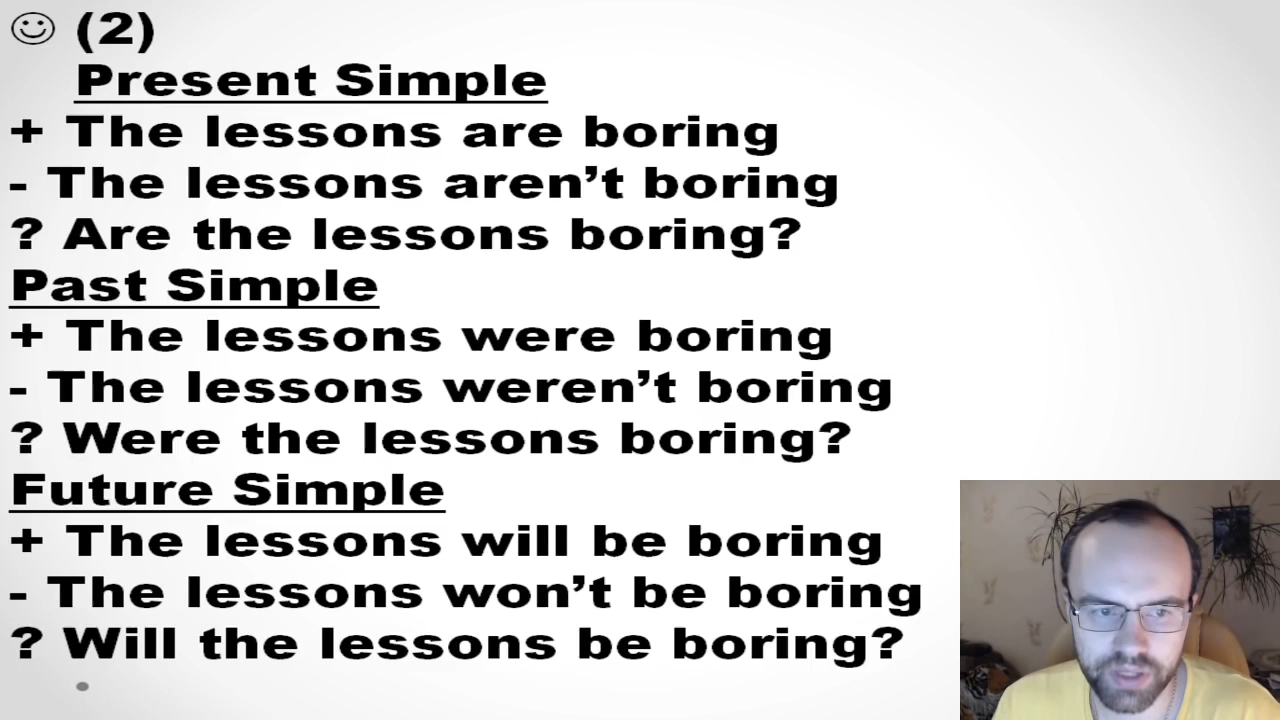 ☺ (2)
Present Simple
+ The lessons are boring
- The lessons aren’t boring
? Are the lessons boring?
Past Simple
+ The lessons were boring
- The lessons weren’t boring
? Were the lessons boring?
Future Simple
+ The lessons will be boring
- The lessons won’t be boring
? Will the lessons be boring?